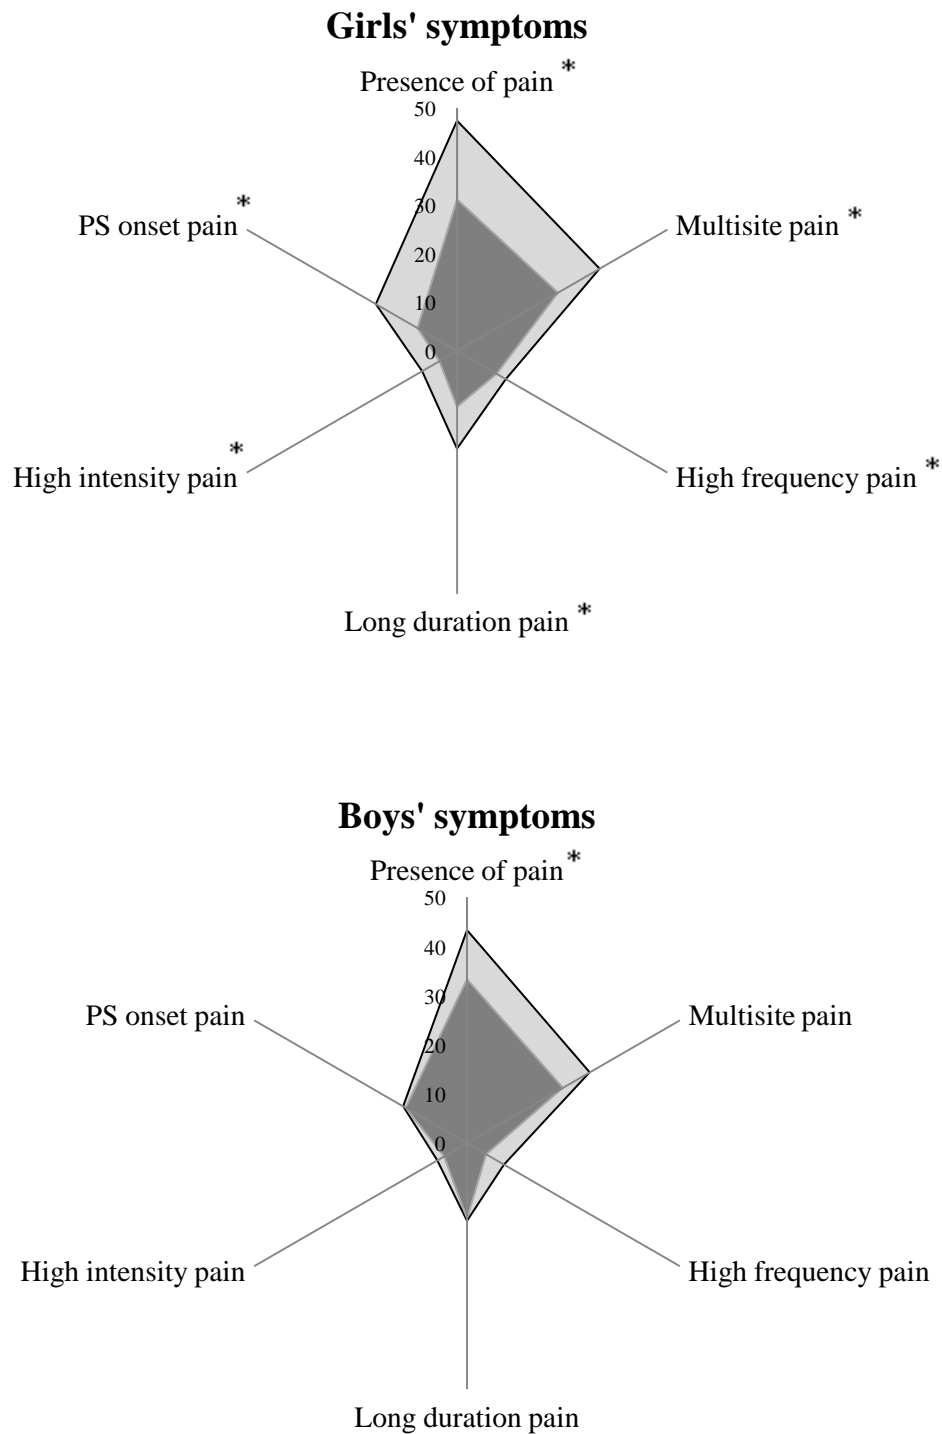 Girls' symptoms
Presence of pain *
50
40
30
20
10
0
PS onset pain *
Multisite pain *
High intensity pain *
High frequency pain *
Long duration pain *
Boys' symptoms
Presence of pain *
50
40
30
20
10
0
PS onset pain
Multisite pain
High intensity pain
High frequency pain
Long duration pain